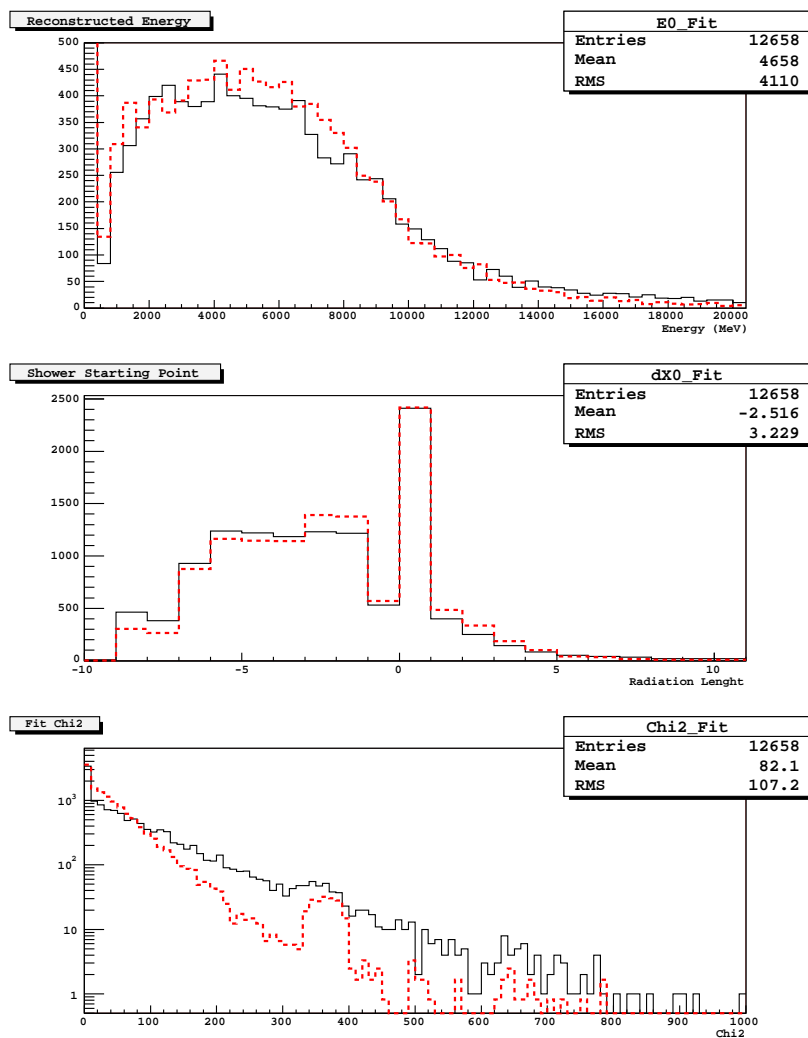 Reconstructed Energy
E0_Fit
Entries 12658
Mean 4658
RMS 4110
500
450
400
350
300
250
200
150
100
50
0
0 2000 4000 6000 8000 10000 12000 14000 16000 18000 20000
Energy (MeV)
Shower Starting Point
dX0_Fit
Entries 12658
Mean -2.516
RMS 3.229
2500
2000
1500
1000
500
0
-10 -5 0 5 10
Radiation Lenght
Fit Chi2
Chi2_Fit
Entries 12658
Mean 82.1
RMS 107.2
10^3
10^2
10
1
0 100 200 300 400 500 600 700 800 900 1000
Chi2